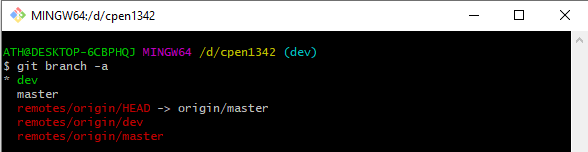 MINGW64:/d/cpen1342
ATH@DESKTOP-6CBPHQJ MINGW64 /d/cpen1342 (dev)
$ git branch -a
* dev
  master
  remotes/origin/HEAD -> origin/master
  remotes/origin/dev
  remotes/origin/master